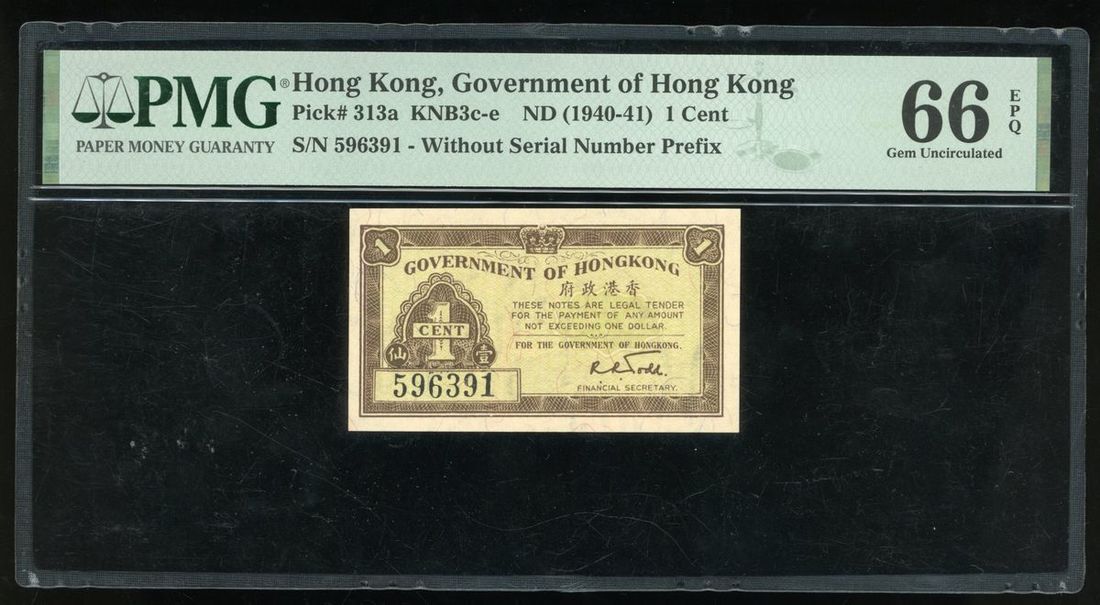 PMG®
PAPER MONEY GUARANTY
Hong Kong, Government of Hong Kong
Pick# 313a KNB3c-e ND (1940-41) 1 Cent
S/N 596391 - Without Serial Number Prefix
66 EPQ
Gem Uncirculated
1 1
GOVERNMENT OF HONGKONG
府政港香
THESE NOTES ARE LEGAL TENDER
FOR THE PAYMENT OF ANY AMOUNT
NOT EXCEEDING ONE DOLLAR.
FOR THE GOVERNMENT OF HONGKONG.
1
CENT
仙 壹
596391
R.R. Todd.
FINANCIAL SECRETARY.